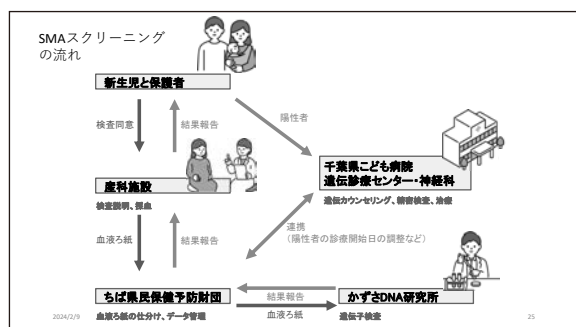 SMAスクリーニング
の流れ
新生児と保護者
検査同意
結果報告
陽性者
千葉県こども病院
遺伝診療センター・神経科
遺伝カウンセリング、精密検査、治療
産科施設
検査説明、採血
血液ろ紙
結果報告
連携
（陽性者の診療開始日の調整など）
ちば県民保健予防財団
血液ろ紙の仕分け、データ管理
結果報告
血液ろ紙
かずさDNA研究所
遺伝子検査
2024/2/9
25